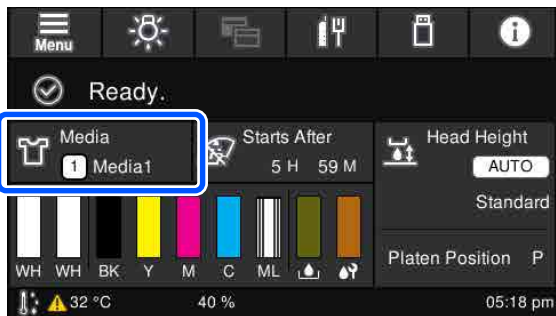 Menu
Ready.
Media
1 Media1
Starts After
5 H 59 M
Head Height
AUTO
Standard
Platen Position P
WH WH BK Y M C ML
32 °C 40 % 05:18 pm